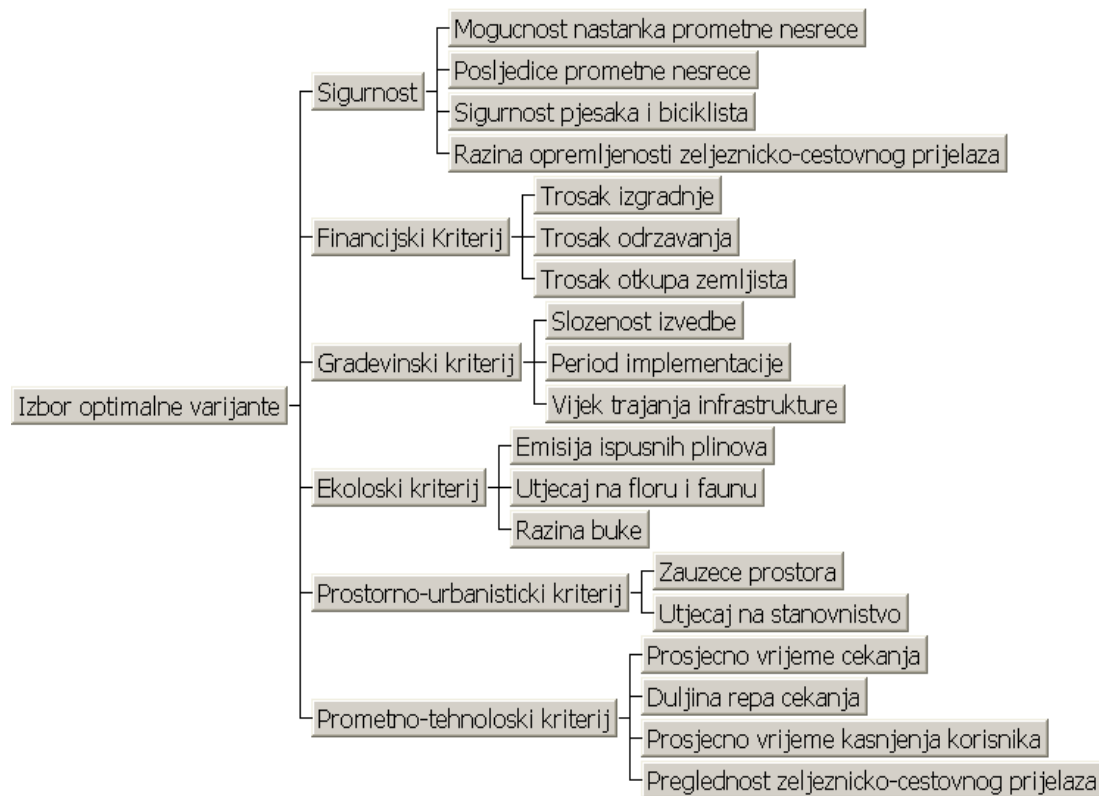 Izbor optimalne varijante
Sigurnost
Mogucnost nastanka prometne nesrece
Posljedice prometne nesrece
Sigurnost pjesaka i biciklista
Razina opremljenosti zeljeznicko-cestovnog prijelaza
Financijski Kriterij
Trosak izgradnje
Trosak odrzavanja
Trosak otkupa zemljista
Gradevinski kriterij
Slozenost izvedbe
Period implementacije
Vijek trajanja infrastrukture
Ekoloski kriterij
Emisija ispusnih plinova
Utjecaj na floru i faunu
Razina buke
Prostorno-urbanisticki kriterij
Zauzece prostora
Utjecaj na stanovnistvo
Prometno-tehnoloski kriterij
Prosjecno vrijeme cekanja
Duljina repa cekanja
Prosjecno vrijeme kasnjenja korisnika
Preglednost zeljeznicko-cestovnog prijelaza